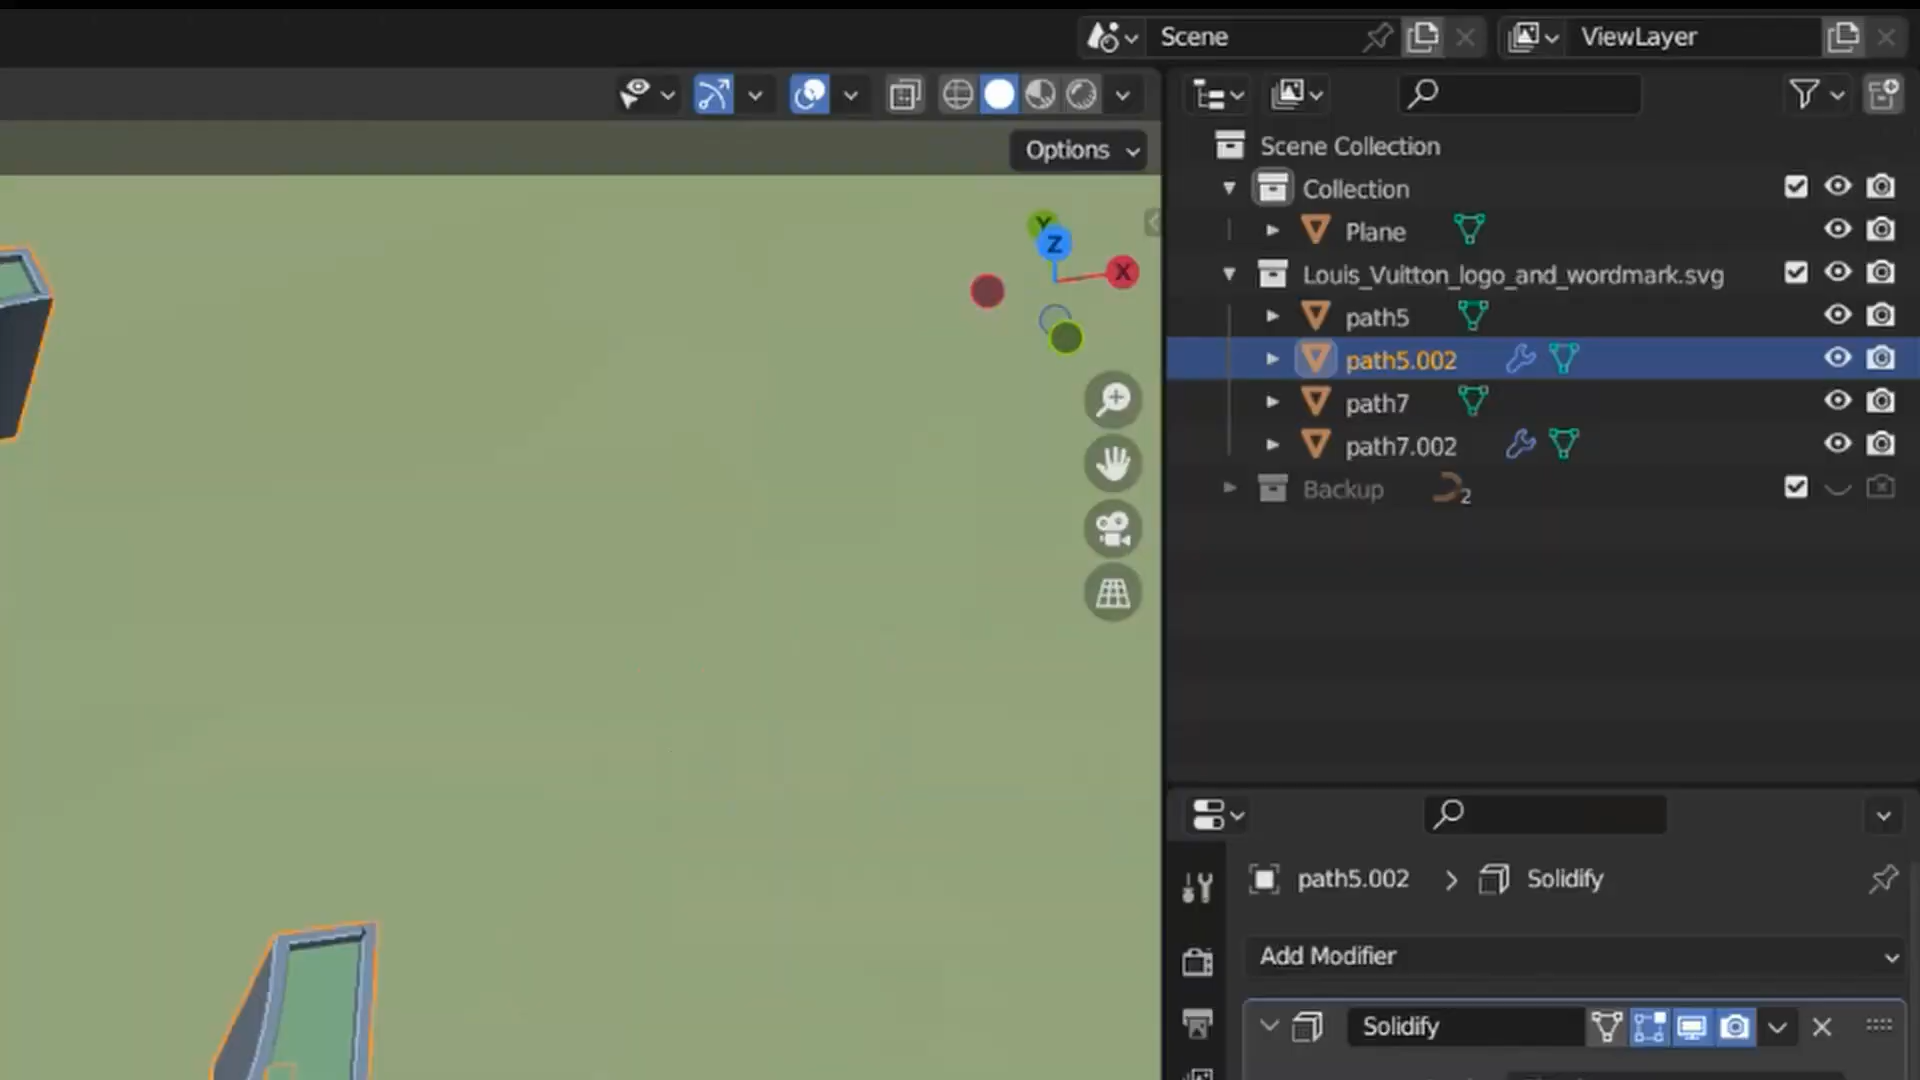 Scene
ViewLayer
Options
Y
Z
X
Scene Collection
Collection
Plane
Louis_Vuitton_logo_and_wordmark.svg
path5
path5.002
path7
path7.002
Backup
2
path5.002 > Solidify
Add Modifier
Solidify